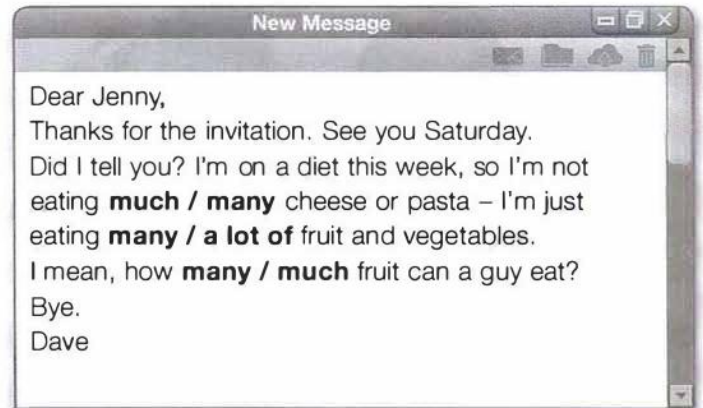 New Message
Dear Jenny,
Thanks for the invitation. See you Saturday.
Did I tell you? I'm on a diet this week, so I'm not
eating much / many cheese or pasta – I'm just
eating many / a lot of fruit and vegetables.
I mean, how many / much fruit can a guy eat?
Bye.
Dave